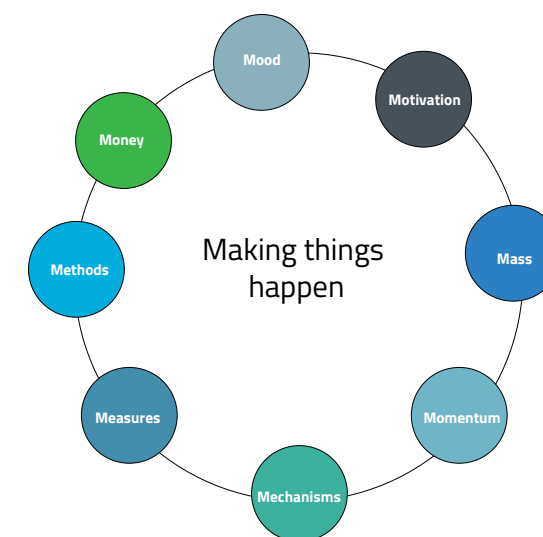 Mood
Motivation
Money
Making things
happen
Mass
Methods
Measures
Momentum
Mechanisms